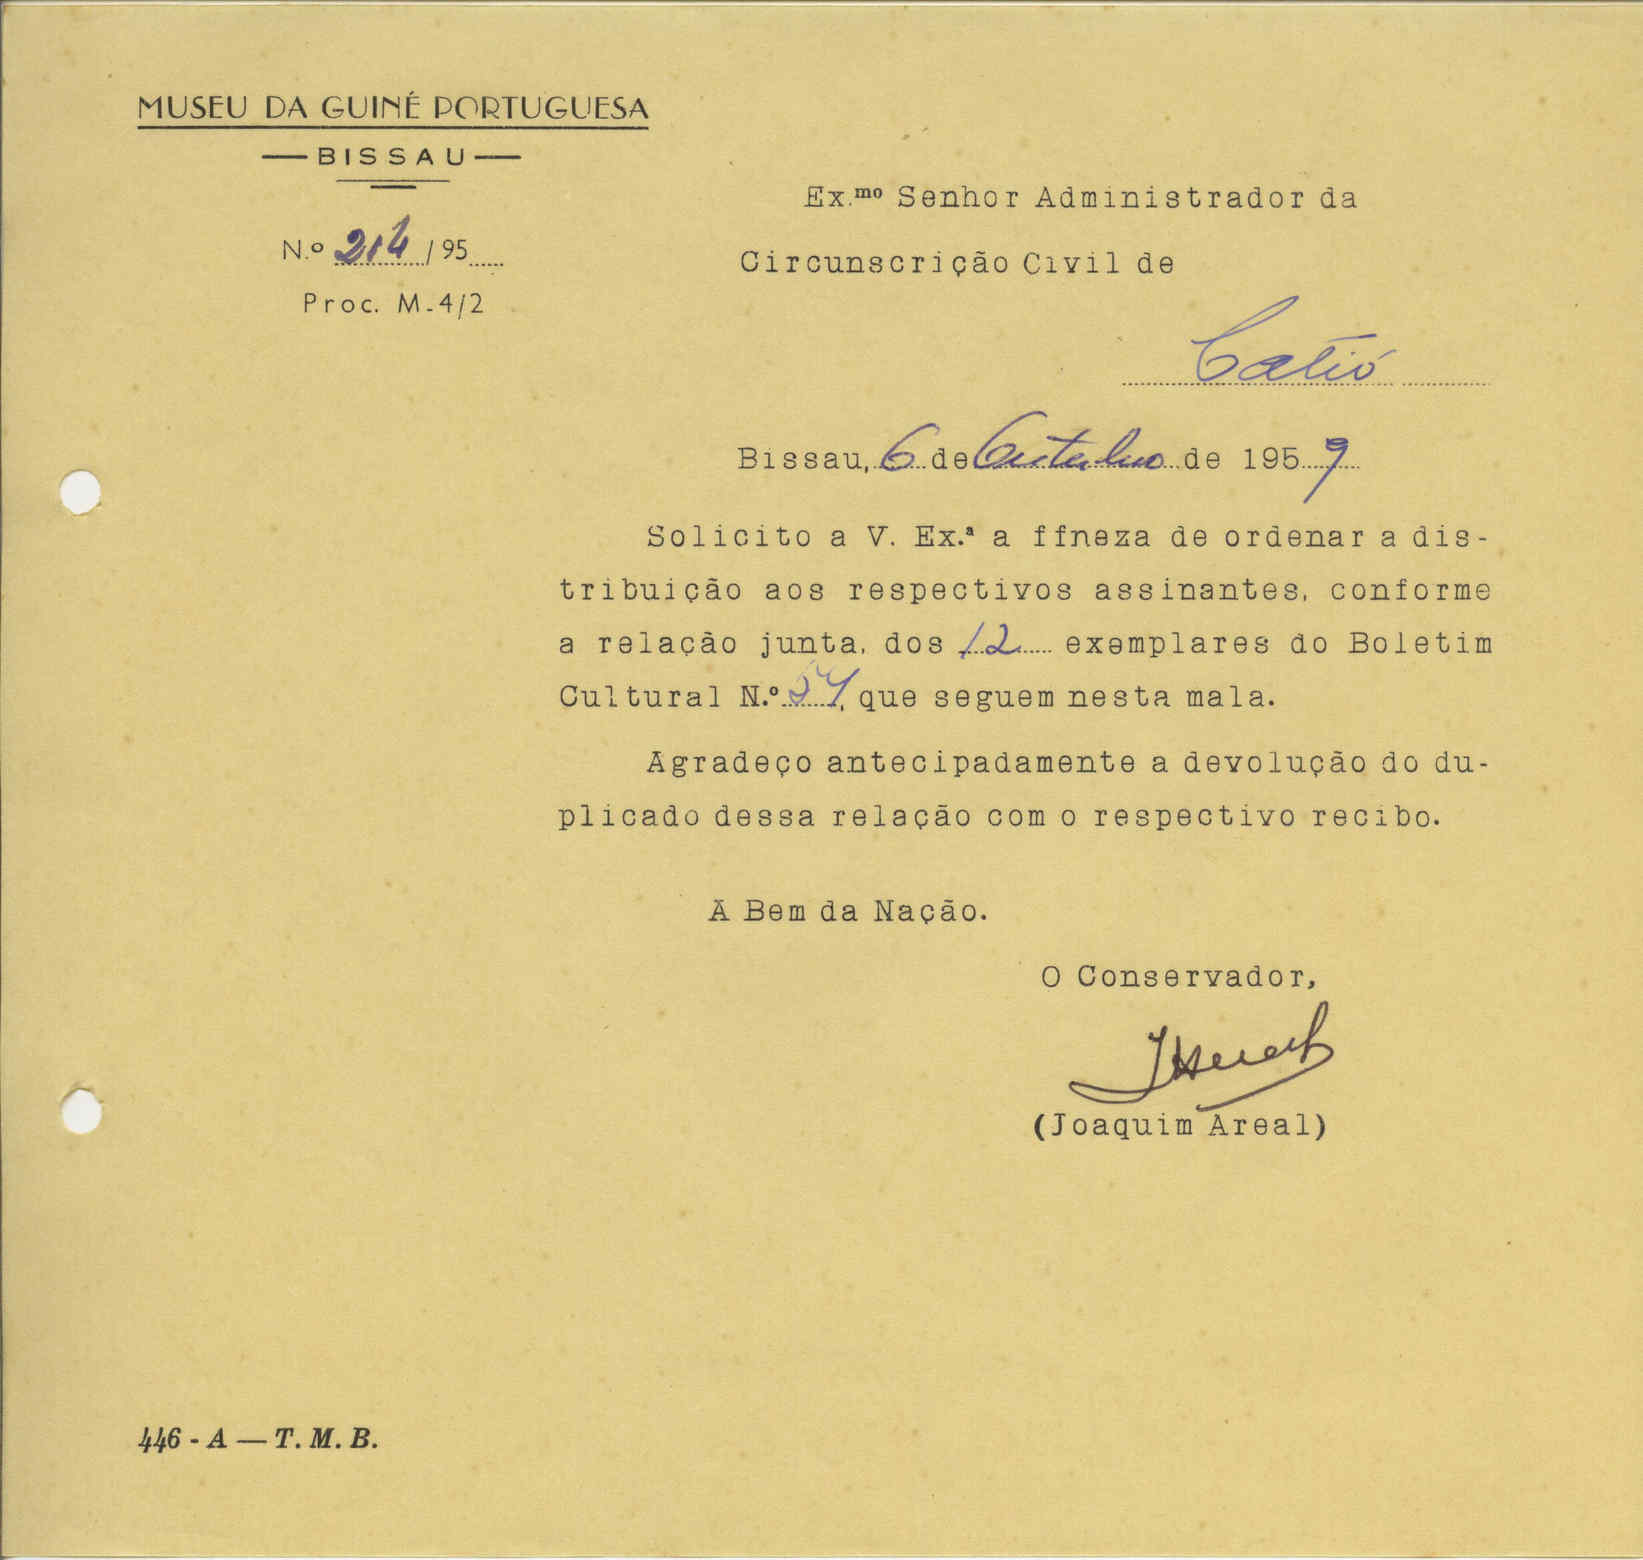 MUSEU DA GUINÉ PORTUGUESA
— BISSAU —
N.º 214 / 95
Proc. M-4/2
Ex.mo Senhor Administrador da
Circunscrição Civil de
Catió
Bissau, 6 de Outubro de 1959
Solicito a V. Ex.ª a ffneza de ordenar a dis-
tribuição aos respectivos assinantes, conforme
a relação junta, dos 12 exemplares do Boletim
Cultural N.º 54, que seguem nesta mala.
Agradeço antecipadamente a devolução do du-
plicado dessa relação com o respectivo recibo.
A Bem da Nação.
O Conservador,
(Joaquim Areal)
446 - A — T. M. B.